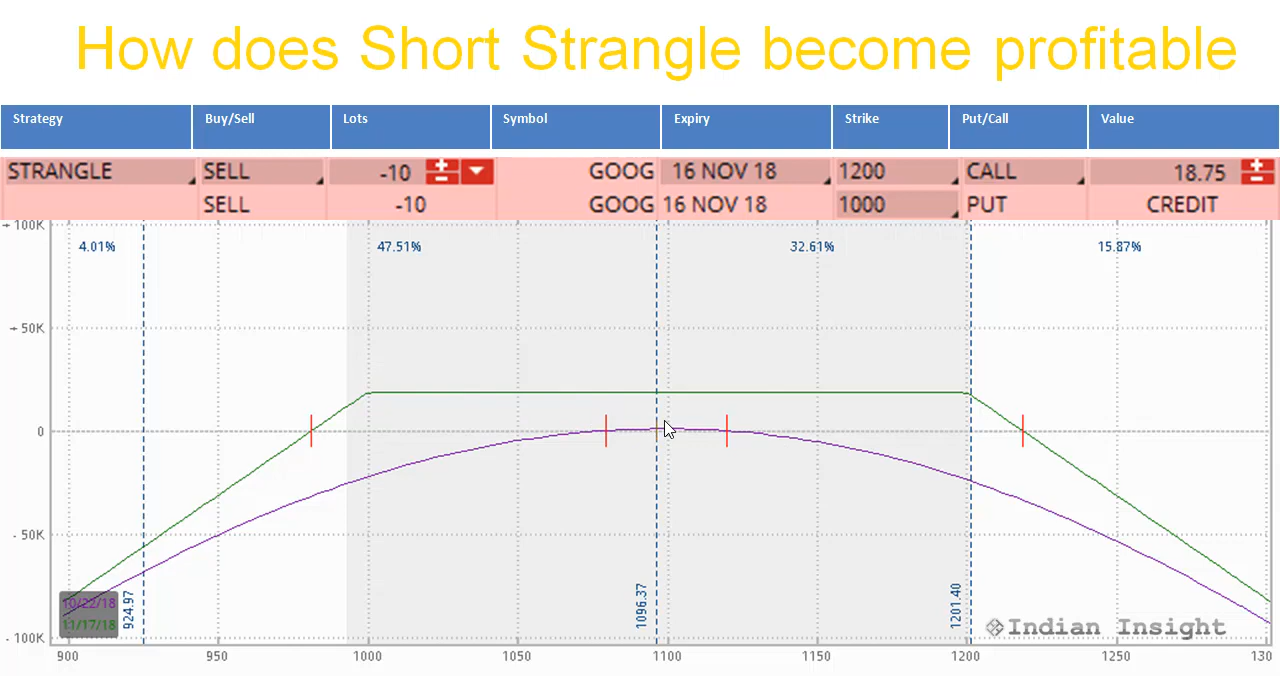 How does Short Strangle become profitable
Strategy Buy/Sell Lots Symbol Expiry Strike Put/Call Value
STRANGLE SELL -10 GOOG 16 NOV 18 1200 CALL 18.75
SELL -10 GOOG 16 NOV 18 1000 PUT CREDIT
100K
4.01% 47.51% 32.61% 15.87%
+50K
0
- 50K
924.97 1096.37 1201.40
10/22/18
11/17/18
Indian Insight
- 100K
900 950 1000 1050 1100 1150 1200 1250 130